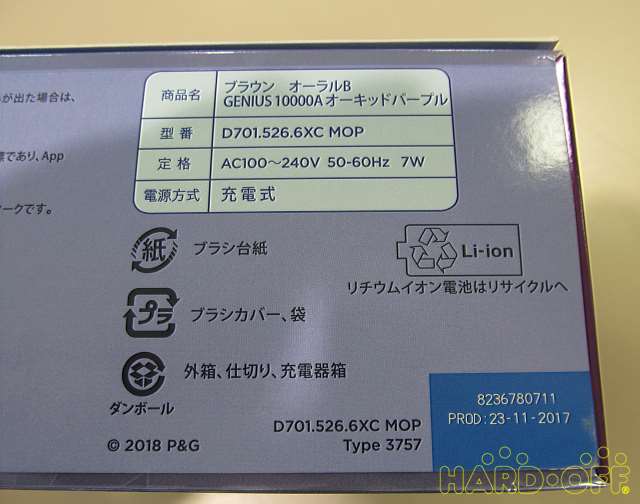 が出た場合は、
票であり、App
ークです。
商品名
ブラウン オーラルB
GENIUS 10000A オーキッドパープル
型番
D701.526.6XC MOP
定格
AC100〜240V 50-60Hz 7W
電源方式
充電式
紙
ブラシ台紙
Li-ion
リチウムイオン電池はリサイクルへ
プラ
ブラシカバー、袋
外箱、仕切り、充電器箱
ダンボール
D701.526.6XC MOP
© 2018 P&G
Type 3757
8236780711
PROD:23-11-2017
HARD・OFF